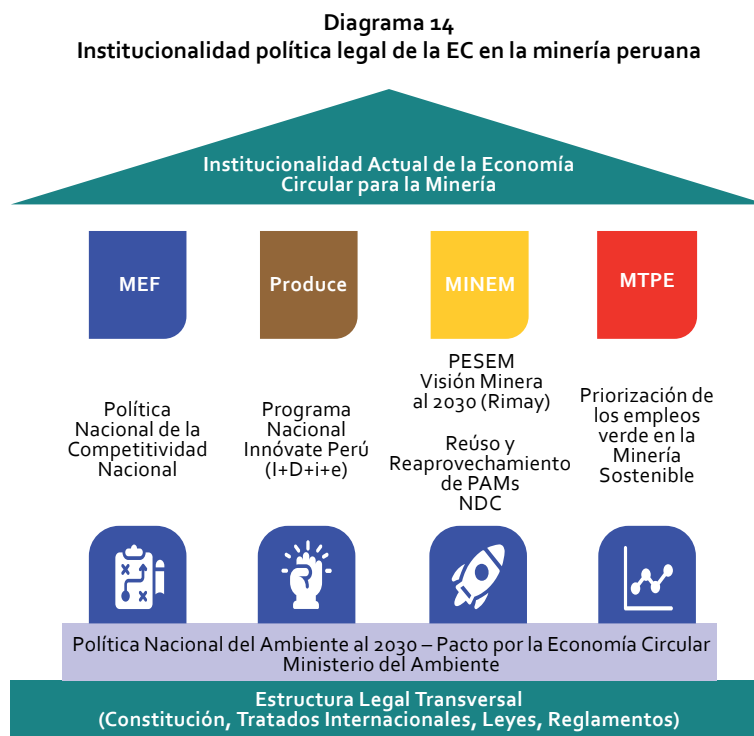 Diagrama 14
Institucionalidad política legal de la EC en la minería peruana
Institucionalidad Actual de la Economía
Circular para la Minería
MEF
Política
Nacional de la
Competitividad
Nacional
Produce
Programa
Nacional
Innóvate Perú
(I+D+i+e)
MINEM
PESEM
Visión Minera
al 2030 (Rimay)
Reúso y
Reaprovechamiento
de PAMs
NDC
MTPE
Priorización de
los empleos
verde en la
Minería
Sostenible
Política Nacional del Ambiente al 2030 – Pacto por la Economía Circular
Ministerio del Ambiente
Estructura Legal Transversal
(Constitución, Tratados Internacionales, Leyes, Reglamentos)